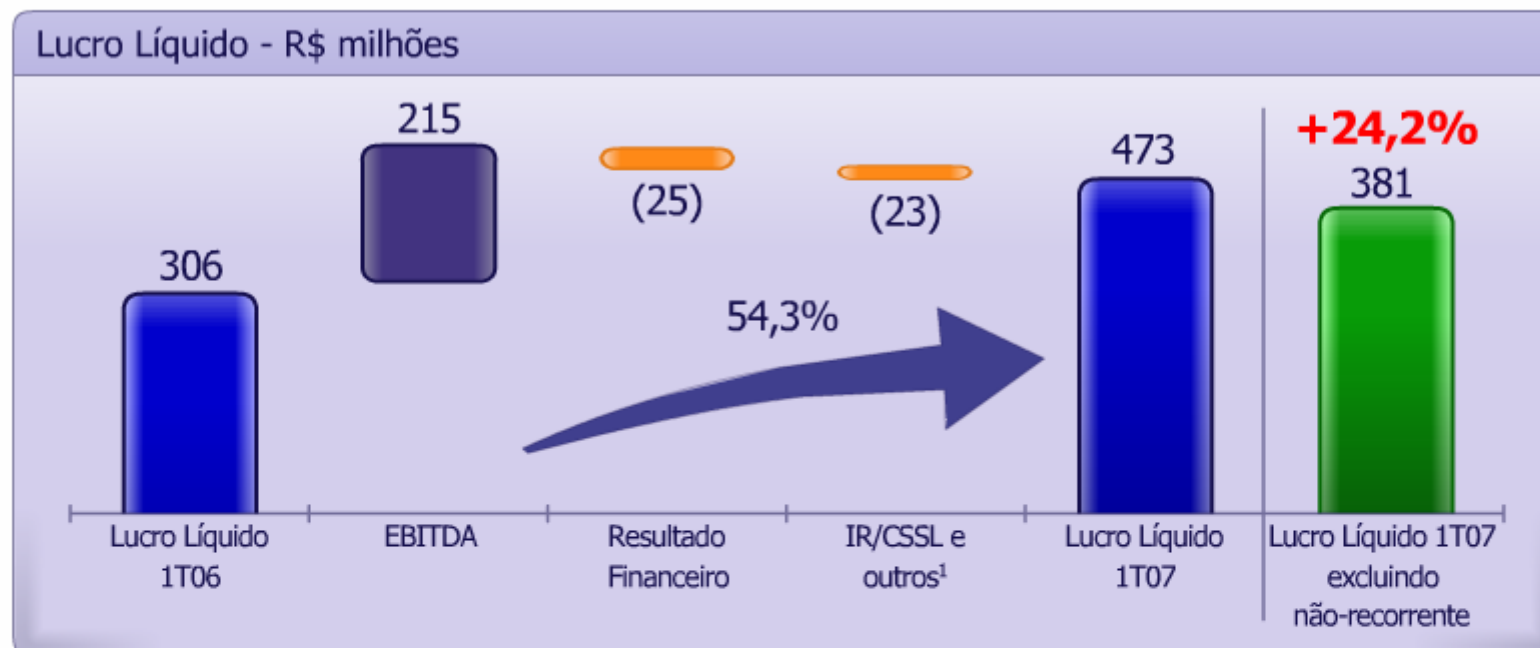 Lucro Líquido - R$ milhões
215
+24,2%
473
381
(25)
(23)
306
54,3%
Lucro Líquido
1T06
EBITDA
Resultado
Financeiro
IR/CSSL e
outros¹
Lucro Líquido
1T07
Lucro Líquido 1T07
excluindo
não-recorrente